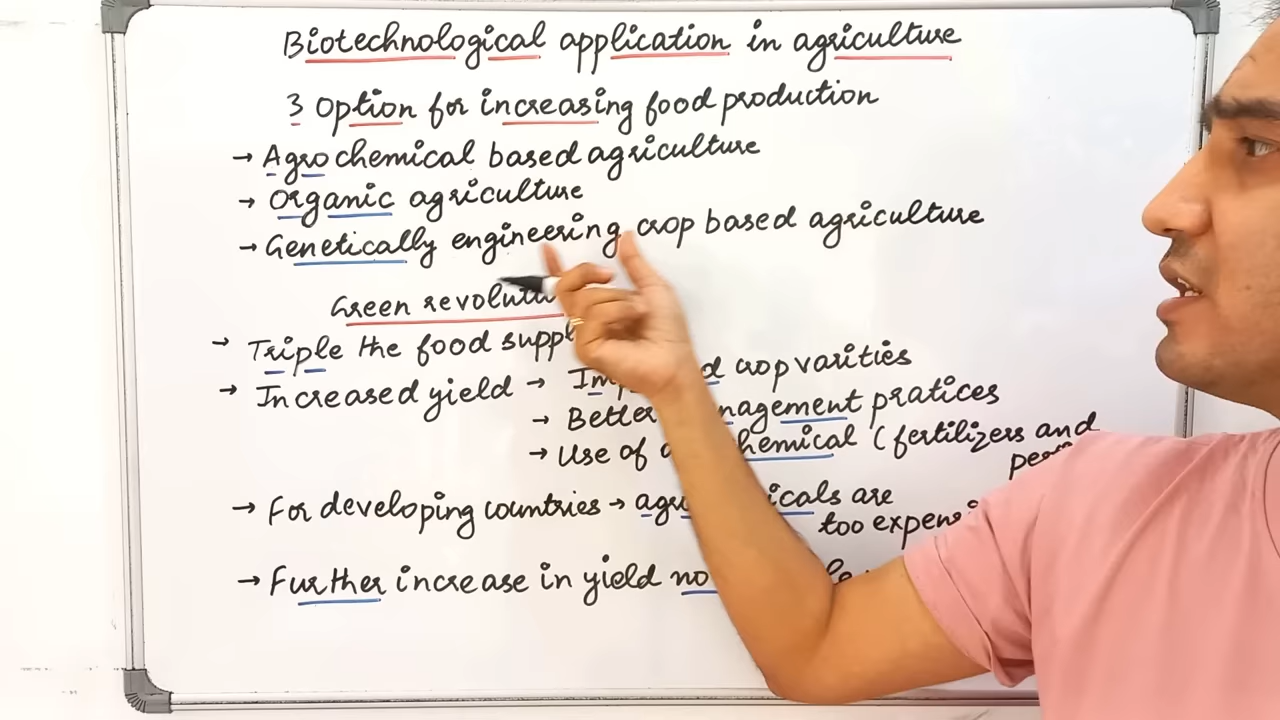 Biotechnological application in agriculture
3 Option for increasing food production
→ Agrochemical based agriculture
→ Organic agriculture
→ Genetically engineering crop based agriculture
Green
→ Triple the food
→ Increased yield → crop varities
→ Better pratices
→ Use of (fertilizers and
→ For developing countries → are
too
→ Further increase in yield